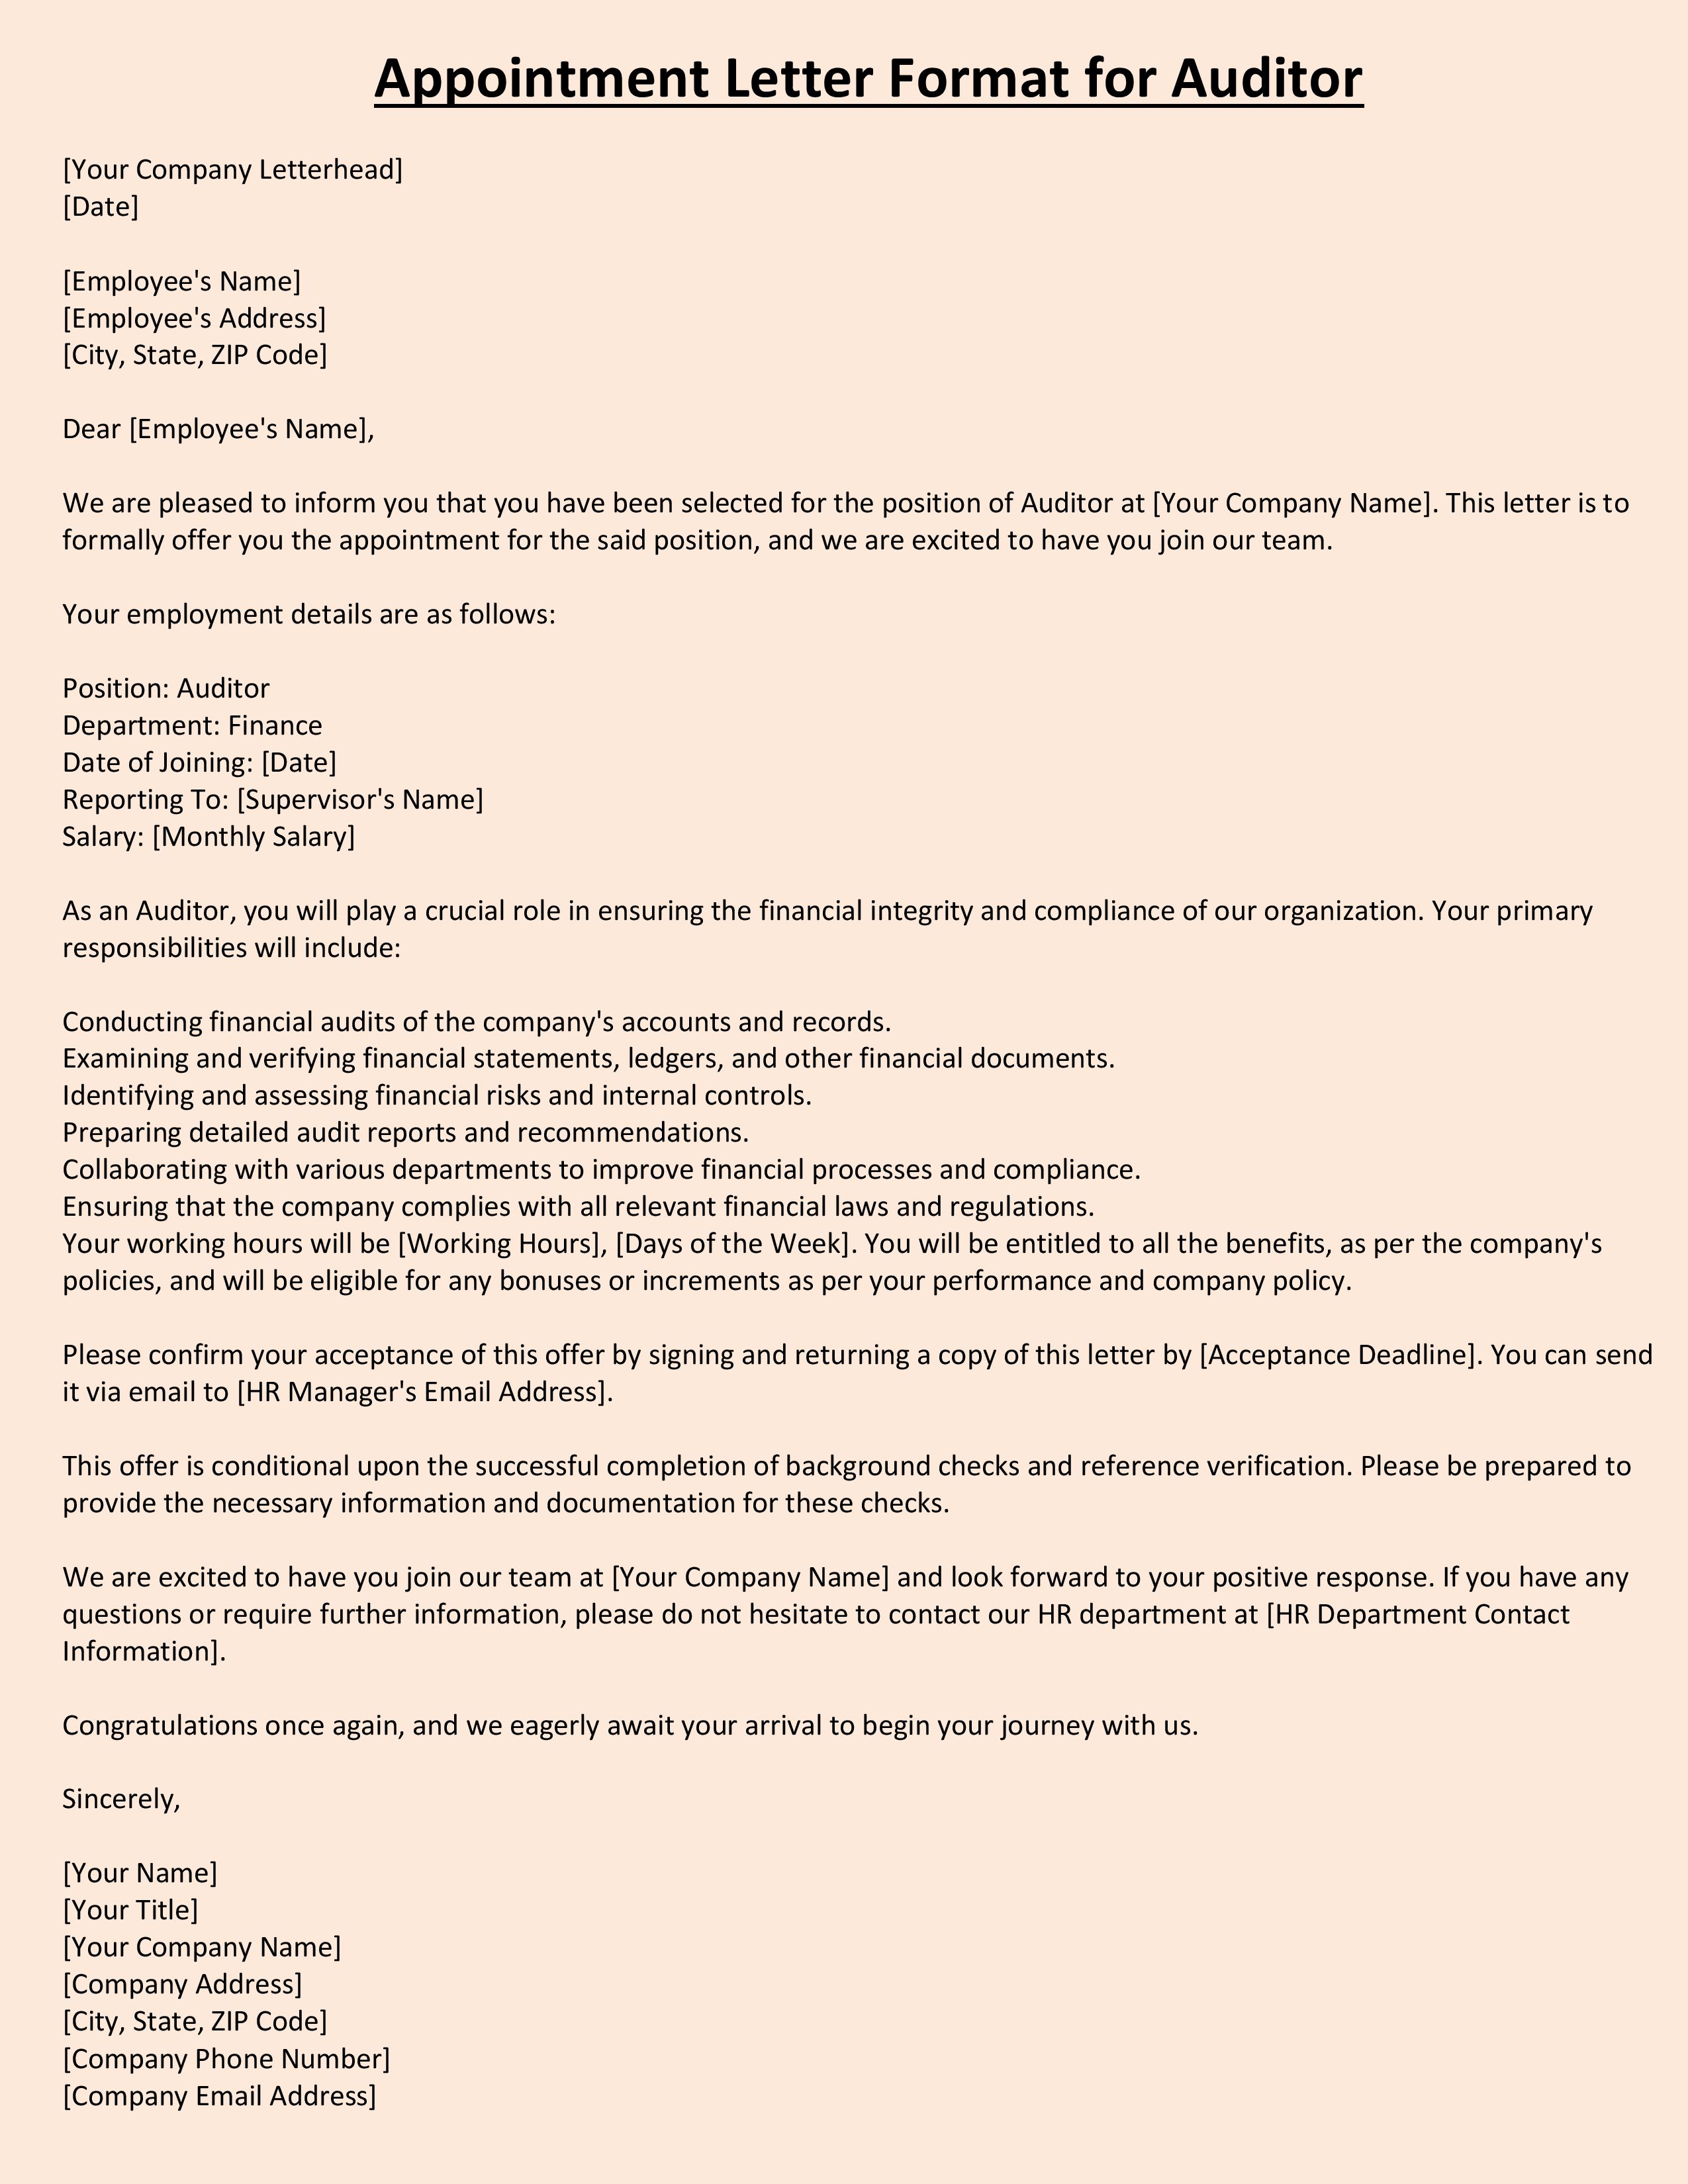 Appointment Letter Format for Auditor
[Your Company Letterhead]
[Date]
[Employee's Name]
[Employee's Address]
[City, State, ZIP Code]
Dear [Employee's Name],
We are pleased to inform you that you have been selected for the position of Auditor at [Your Company Name]. This letter is to
formally offer you the appointment for the said position, and we are excited to have you join our team.
Your employment details are as follows:
Position: Auditor
Department: Finance
Date of Joining: [Date]
Reporting To: [Supervisor's Name]
Salary: [Monthly Salary]
As an Auditor, you will play a crucial role in ensuring the financial integrity and compliance of our organization. Your primary
responsibilities will include:
Conducting financial audits of the company's accounts and records.
Examining and verifying financial statements, ledgers, and other financial documents.
Identifying and assessing financial risks and internal controls.
Preparing detailed audit reports and recommendations.
Collaborating with various departments to improve financial processes and compliance.
Ensuring that the company complies with all relevant financial laws and regulations.
Your working hours will be [Working Hours], [Days of the Week]. You will be entitled to all the benefits, as per the company's
policies, and will be eligible for any bonuses or increments as per your performance and company policy.
Please confirm your acceptance of this offer by signing and returning a copy of this letter by [Acceptance Deadline]. You can send
it via email to [HR Manager's Email Address].
This offer is conditional upon the successful completion of background checks and reference verification. Please be prepared to
provide the necessary information and documentation for these checks.
We are excited to have you join our team at [Your Company Name] and look forward to your positive response. If you have any
questions or require further information, please do not hesitate to contact our HR department at [HR Department Contact
Information].
Congratulations once again, and we eagerly await your arrival to begin your journey with us.
Sincerely,
[Your Name]
[Your Title]
[Your Company Name]
[Company Address]
[City, State, ZIP Code]
[Company Phone Number]
[Company Email Address]